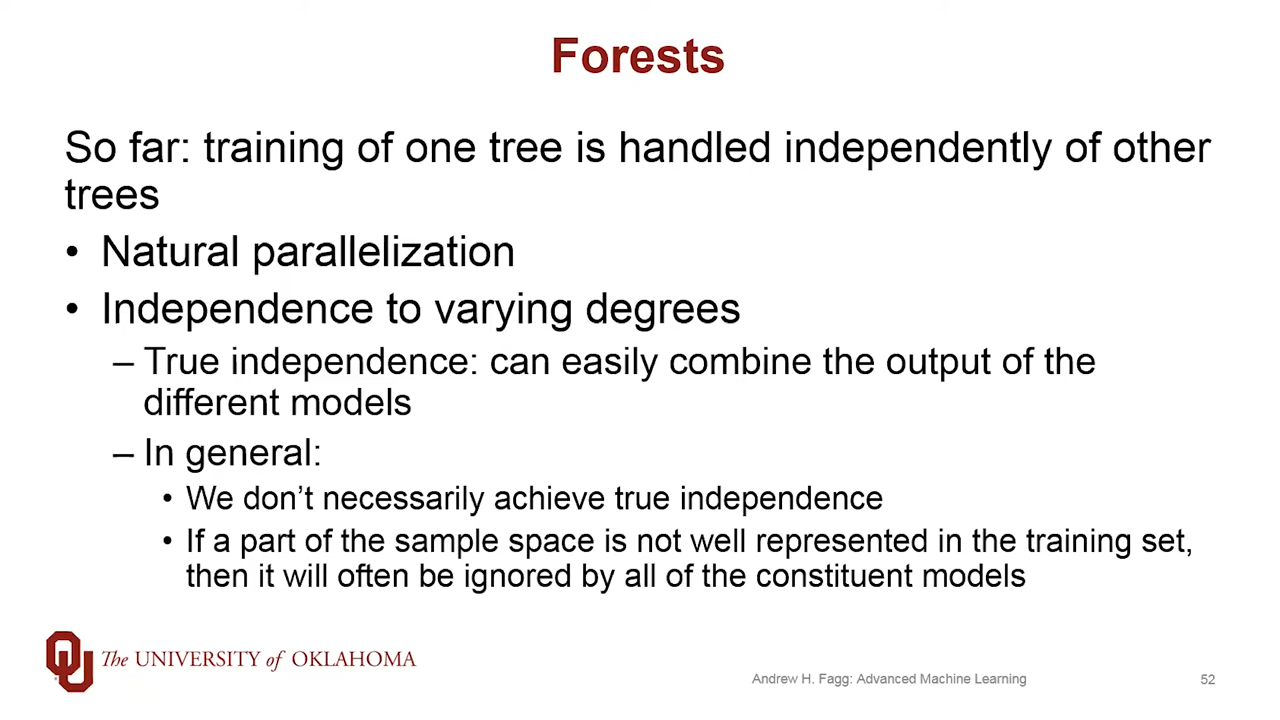 Forests
So far: training of one tree is handled independently of other
trees
• Natural parallelization
• Independence to varying degrees
– True independence: can easily combine the output of the
different models
– In general:
• We don’t necessarily achieve true independence
• If a part of the sample space is not well represented in the training set,
then it will often be ignored by all of the constituent models
The UNIVERSITY of OKLAHOMA
Andrew H. Fagg: Advanced Machine Learning
52